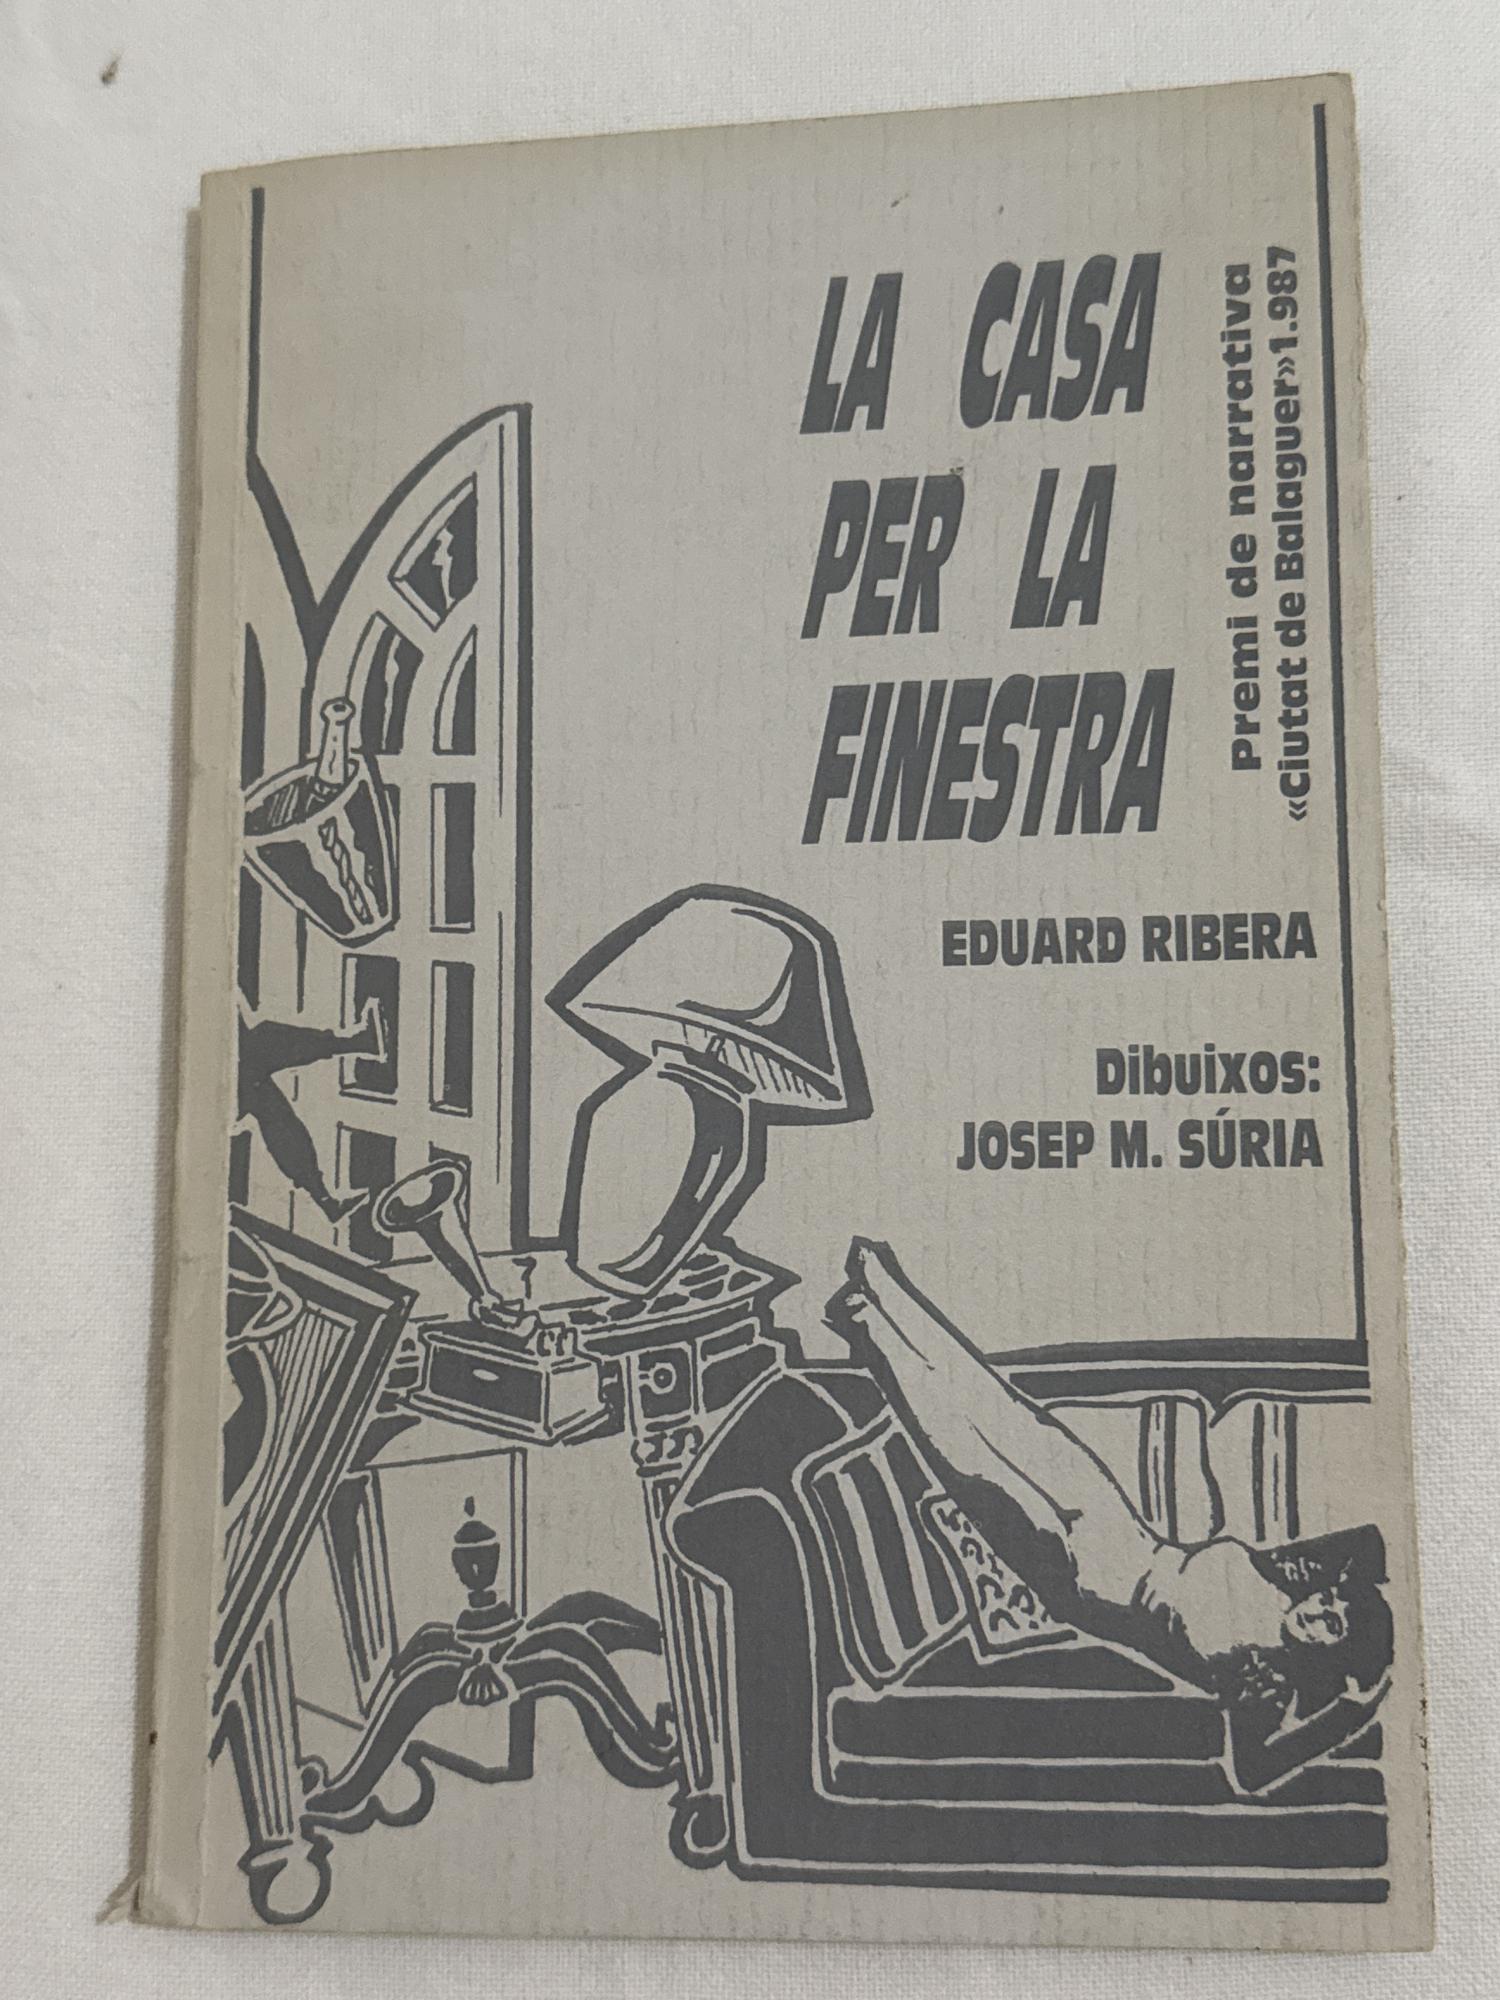 LA CASA
PER LA
FINESTRA
Premi de narrativa
«Ciutat de Balaguer»1.987
EDUARD RIBERA
Dibuixos:
JOSEP M. SÚRIA